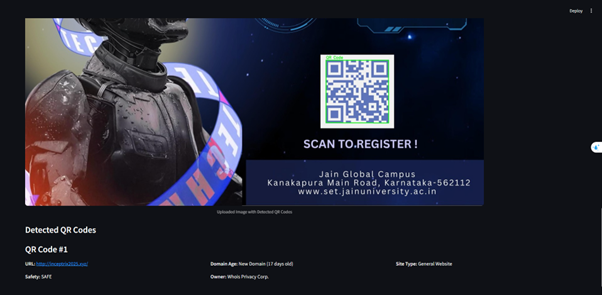 Deploy
QR Code
SCAN TO REGISTER !
Jain Global Campus
Kanakapura Main Road, Karnataka-562112
www.set.jainuniversity.ac.in
Uploaded Image with Detected QR Codes
Detected QR Codes
QR Code #1
URL: Domain Age: New Domain (17 days old) Site Type: General Website
Safety: SAFE Owner: Whois Privacy Corp.